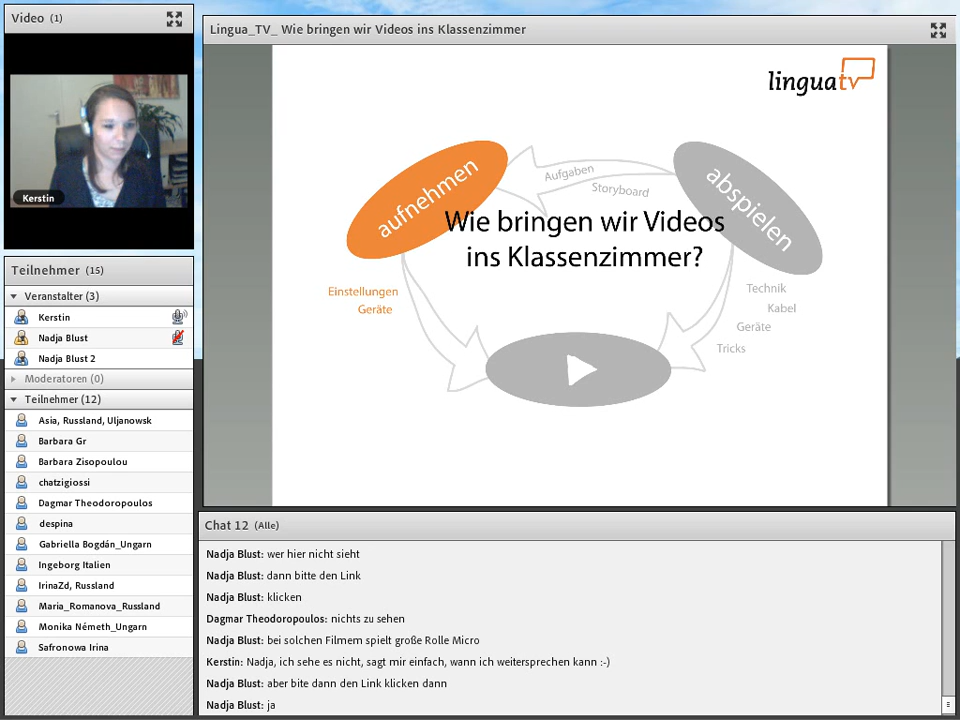 Video (1)
Kerstin
Teilnehmer (15)
Veranstalter (3)
Kerstin
Nadja Blust
Nadja Blust 2
Moderatoren (0)
Teilnehmer (12)
Asia, Russland, Uljanowsk
Barbara Gr
Barbara Zisopoulou
chatzigiossi
Dagmar Theodoropoulos
despina
Gabriella Bogdán_Ungarn
Ingeborg Italien
IrinaZd, Russland
Maria_Romanova_Russland
Monika Németh_Ungarn
Safronowa Irina
Lingua_TV_ Wie bringen wir Videos ins Klassenzimmer
linguatv
aufnehmen
Aufgaben
Storyboard
abspielen
Wie bringen wir Videos
ins Klassenzimmer?
Einstellungen
Geräte
Technik
Kabel
Geräte
Tricks
Chat 12 (Alle)
Nadja Blust: wer hier nicht sieht
Nadja Blust: dann bitte den Link
Nadja Blust: klicken
Dagmar Theodoropoulos: nichts zu sehen
Nadja Blust: bei solchen Filmem spielt große Rolle Micro
Kerstin: Nadja, ich sehe es nicht, sagt mir einfach, wann ich weitersprechen kann :-)
Nadja Blust: aber bite dann den Link klicken dann
Nadja Blust: ja